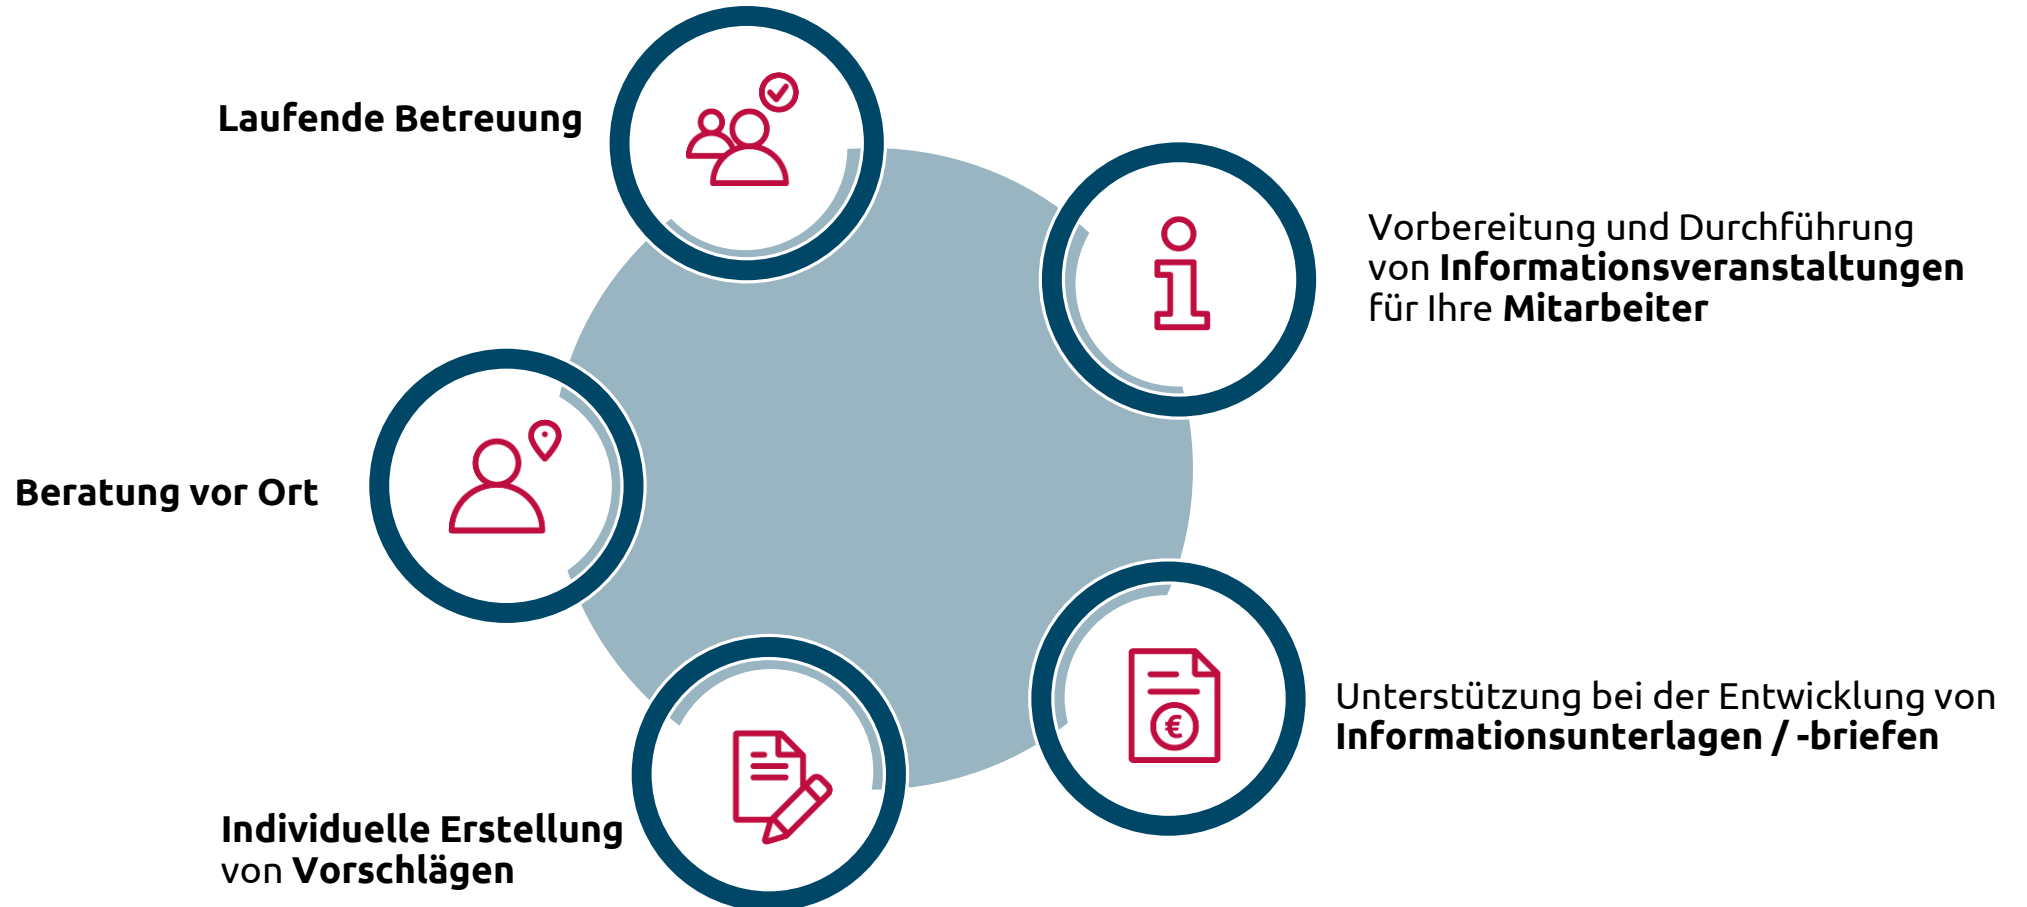 Laufende Betreuung
Vorbereitung und Durchführung
von Informationsveranstaltungen
für Ihre Mitarbeiter
Beratung vor Ort
Unterstützung bei der Entwicklung von
Informationsunterlagen / -briefen
€
Individuelle Erstellung
von Vorschlägen